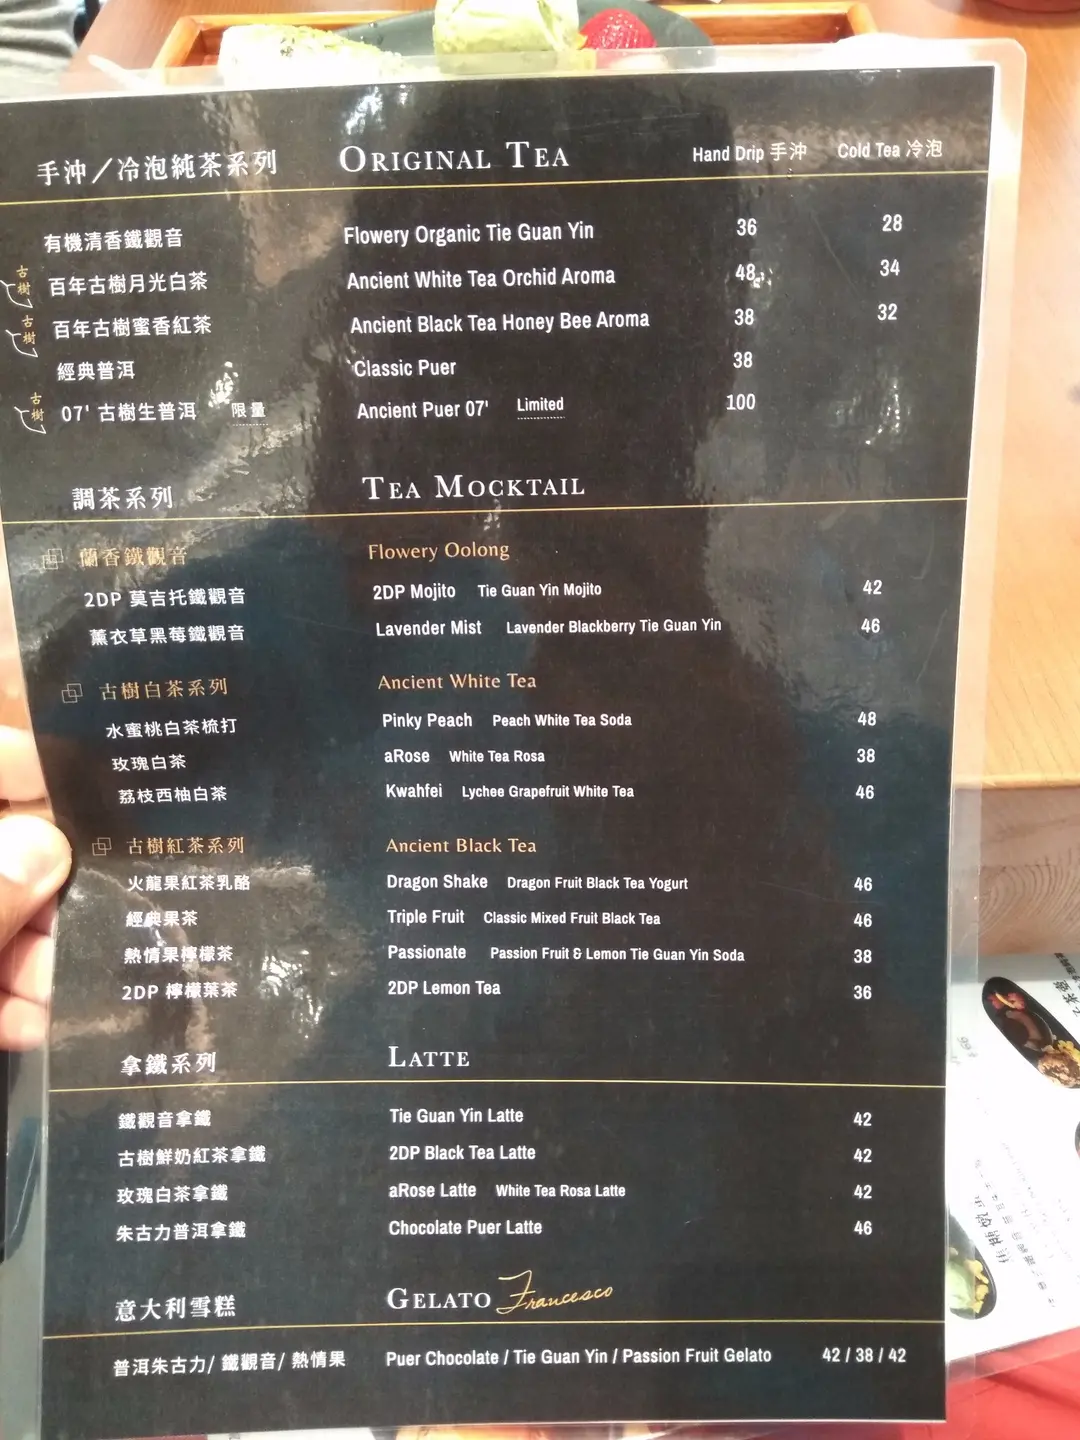 手沖／冷泡純茶系列 ORIGINAL TEA Hand Drip 手沖 Cold Tea 冷泡
有機清香鐵觀音 Flowery Organic Tie Guan Yin 36 28
古樹 百年古樹月光白茶 Ancient White Tea Orchid Aroma 48 34
古樹 百年古樹蜜香紅茶 Ancient Black Tea Honey Bee Aroma 38 32
經典普洱 Classic Puer 38
古樹 07' 古樹生普洱 限量 Ancient Puer 07' Limited 100
調茶系列 TEA MOCKTAIL
蘭香鐵觀音 Flowery Oolong
2DP 莫吉托鐵觀音 2DP Mojito Tie Guan Yin Mojito 42
薰衣草黑莓鐵觀音 Lavender Mist Lavender Blackberry Tie Guan Yin 46
古樹白茶系列 Ancient White Tea
水蜜桃白茶梳打 Pinky Peach Peach White Tea Soda 48
玫瑰白茶 aRose White Tea Rosa 38
荔枝西柚白茶 Kwahfei Lychee Grapefruit White Tea 46
古樹紅茶系列 Ancient Black Tea
火龍果紅茶乳酪 Dragon Shake Dragon Fruit Black Tea Yogurt 46
經典果茶 Triple Fruit Classic Mixed Fruit Black Tea 46
熱情果檸檬茶 Passionate Passion Fruit & Lemon Tie Guan Yin Soda 38
2DP 檸檬葉茶 2DP Lemon Tea 36
拿鐵系列 LATTE
鐵觀音拿鐵 Tie Guan Yin Latte 42
古樹鮮奶紅茶拿鐵 2DP Black Tea Latte 42
玫瑰白茶拿鐵 aRose Latte White Tea Rosa Latte 42
朱古力普洱拿鐵 Chocolate Puer Latte 46
意大利雪糕 GELATO Francesco
普洱朱古力/ 鐵觀音/ 熱情果 Puer Chocolate / Tie Guan Yin / Passion Fruit Gelato 42 / 38 / 42